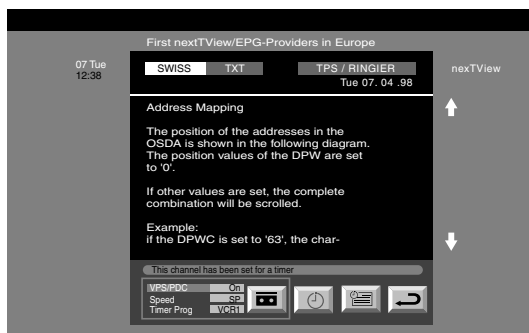 First nextTView/EPG-Providers in Europe
07 Tue
12:38
SWISS TXT TPS / RINGIER nexTView
Tue 07. 04 .98
Address Mapping
The position of the addresses in the
OSDA is shown in the following diagram.
The position values of the DPW are set
to '0'.
If other values are set, the complete
combination will be scrolled.
Example:
if the DPWC is set to '63', the char-
This channel has been set for a timer
VPS/PDC On
Speed SP
Timer Prog VCR1